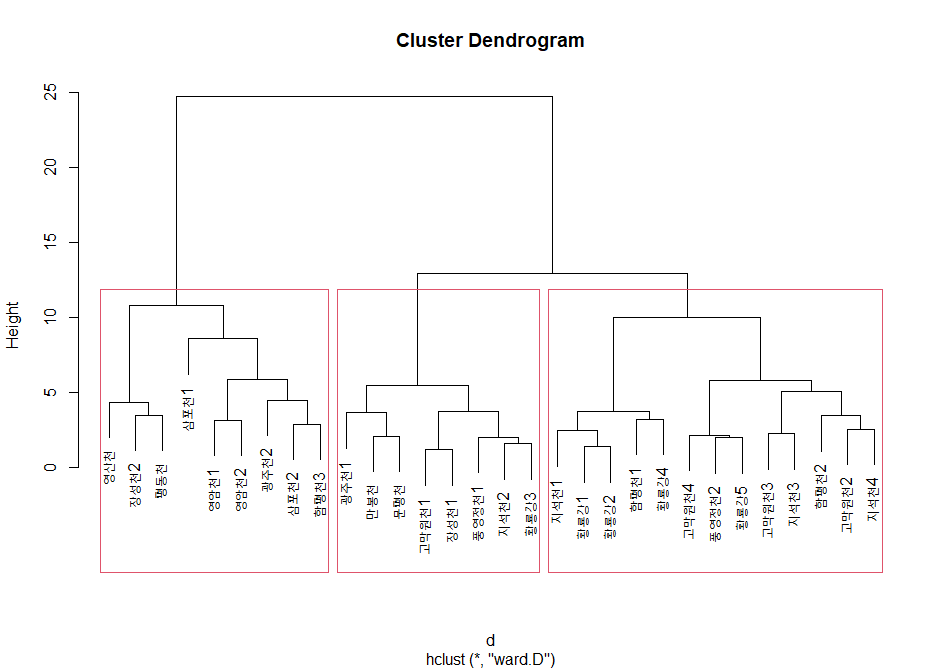 Cluster Dendrogram
Height
25
20
15
10
5
0
영산천
장성천2
평동천
삼포천1
영암천1
영암천2
광주천2
삼포천2
함평천3
광주천1
만봉천
문평천
고막원천1
장성천1
풍영정천1
지석천2
황룡강3
지석천1
황룡강1
황룡강2
함평천1
황룡강4
고막원천4
풍영정천2
황룡강5
고막원천3
지석천3
함평천2
고막원천2
지석천4
d
hclust (*, "ward.D")